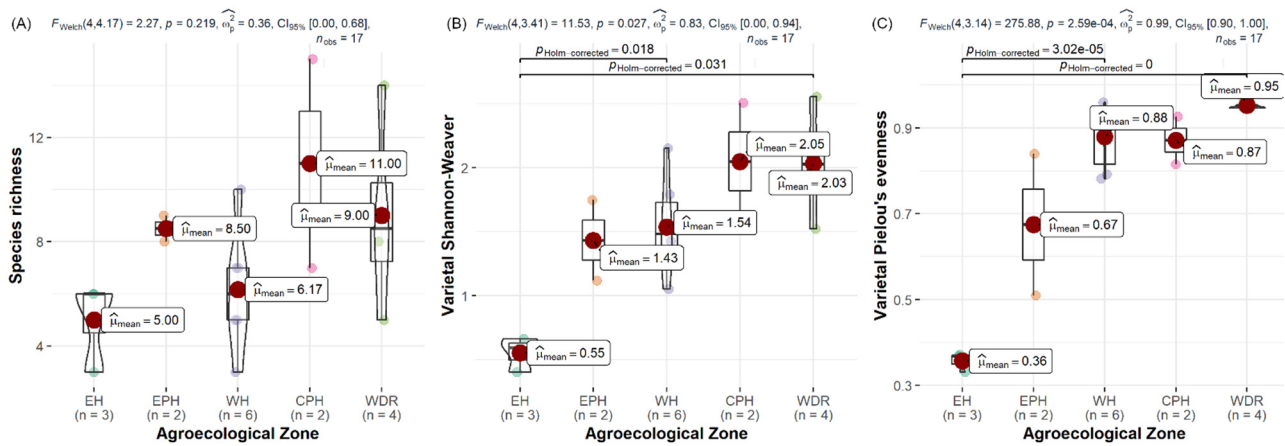 (A)
F_Welch(4,4.17) = 2.27, p = 0.219, ω̂²_p = 0.36, CI_95% [0.00, 0.68],
n_obs = 17
Species richness
12
8
4
μ̂_mean = 5.00
μ̂_mean = 8.50
μ̂_mean = 6.17
μ̂_mean = 11.00
μ̂_mean = 9.00
EH EPH WH CPH WDR
(n = 3) (n = 2) (n = 6) (n = 2) (n = 4)
Agroecological Zone
(B)
F_Welch(4,3.41) = 11.53, p = 0.027, ω̂²_p = 0.83, CI_95% [0.00, 0.94],
n_obs = 17
p_Holm−corrected = 0.018
p_Holm−corrected = 0.031
Varietal Shannon-Weaver
2
1
μ̂_mean = 0.55
μ̂_mean = 1.43
μ̂_mean = 1.54
μ̂_mean = 2.05
μ̂_mean = 2.03
EH EPH WH CPH WDR
(n = 3) (n = 2) (n = 6) (n = 2) (n = 4)
Agroecological Zone
(C)
F_Welch(4,3.14) = 275.88, p = 2.59e−04, ω̂²_p = 0.99, CI_95% [0.90, 1.00],
n_obs = 17
p_Holm−corrected = 3.02e-05
p_Holm−corrected = 0
Varietal Pielou's evenness
0.9
0.7
0.5
0.3
μ̂_mean = 0.36
μ̂_mean = 0.67
μ̂_mean = 0.88
μ̂_mean = 0.87
μ̂_mean = 0.95
EH EPH WH CPH WDR
(n = 3) (n = 2) (n = 6) (n = 2) (n = 4)
Agroecological Zone